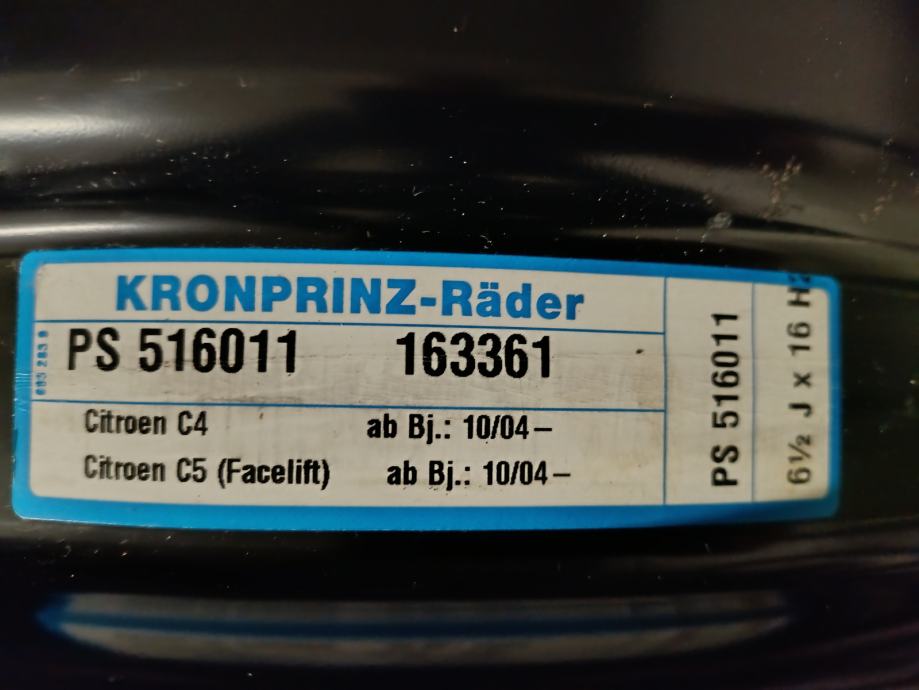 KRONPRINZ-Räder
PS 516011 163361
Citroen C4 ab Bj.: 10/04–
Citroen C5 (Facelift) ab Bj.: 10/04–
PS 516011
6½ J x 16 H2